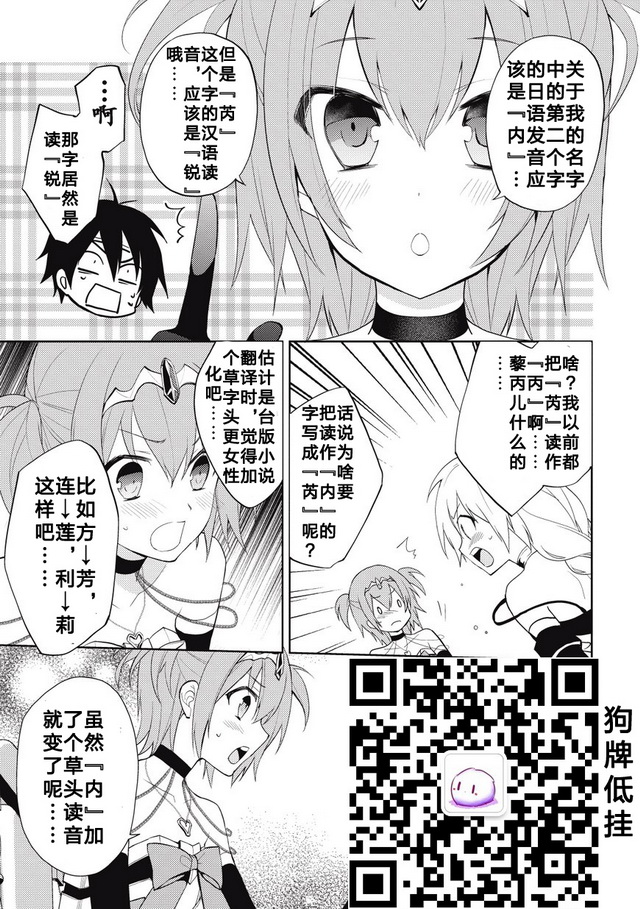 关于我的名字
中的第二个字
的日语发音应
该是『内』…
但是『芮』
这个字的汉语读
音，应该是『锐』
哦……
…啊
那字居然是
读『锐』
啥？我以前都
把『芮』读作
『丙』啊……
藜丙儿什么的
……
话说为啥要
把读作『内』的
字写成『芮』呢？
估计是台版小说
翻译时，觉得加
个草字头更女性
化吧……
比如方→芳，
连→莲，利→莉
这样吧……
虽然『内』加
了个草头读音
就变了呢……
狗牌低挂